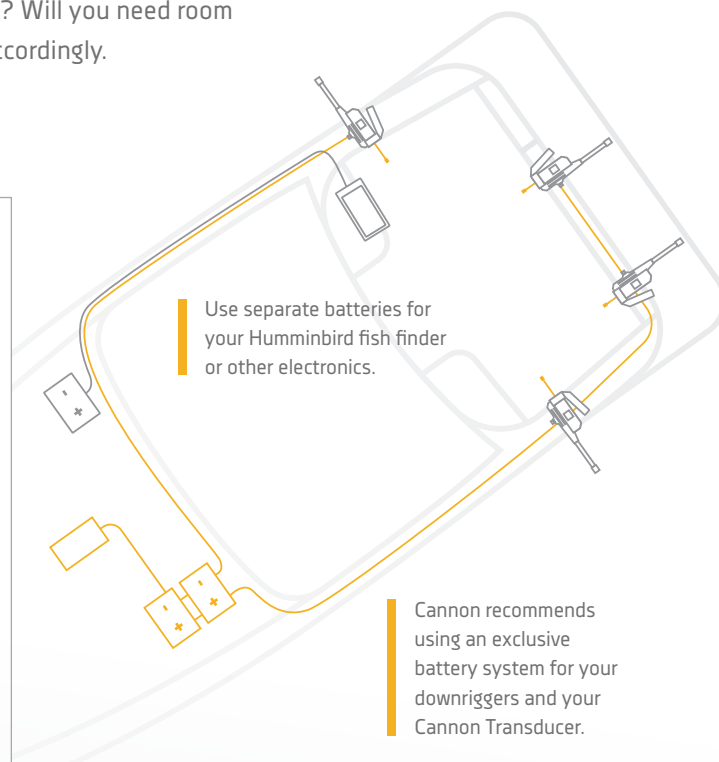 ? Will you need room
ccordingly.
Use separate batteries for
your Humminbird fish finder
or other electronics.
- +
- +
- +
Cannon recommends
using an exclusive
battery system for your
downriggers and your
Cannon Transducer.